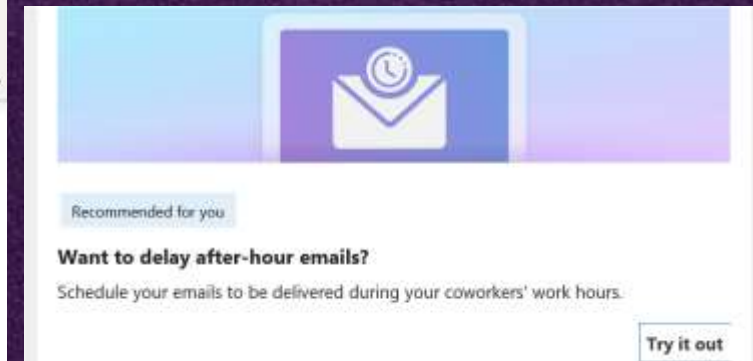 Recommended for you
Want to delay after-hour emails?
Schedule your emails to be delivered during your coworkers' work hours.
Try it out